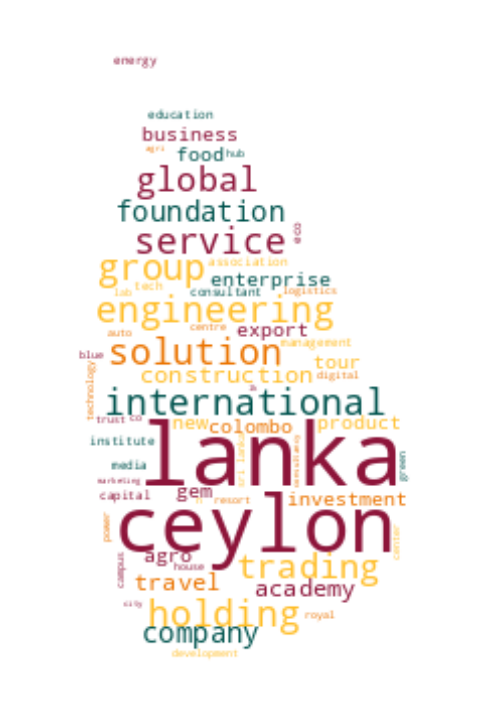 energy
education
business
agri
food hub
global
foundation
eco
service
association
group
enterprise
tech
lab consultant logistics
engineering
auto centre export
management
blue solution
tour
technology
construction digital
international
trust co new product
colombo
lanka
institute
sri lanka
consultancy
media
green
marketing
capital gem
resort investment
ceylon
power
center
agro
campus house trading
travel academy
city holding royal
company
development